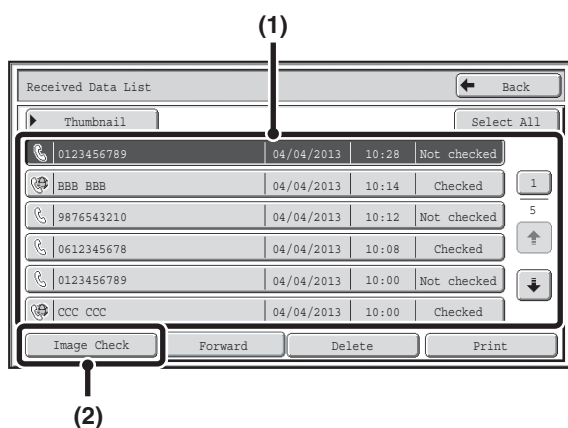 (1)
Received Data List Back
Thumbnail Select All
0123456789 04/04/2013 10:28 Not checked
BBB BBB 04/04/2013 10:14 Checked 1
9876543210 04/04/2013 10:12 Not checked 5
0612345678 04/04/2013 10:08 Checked
0123456789 04/04/2013 10:00 Not checked
CCC CCC 04/04/2013 10:00 Checked
Image Check Forward Delete Print
(2)